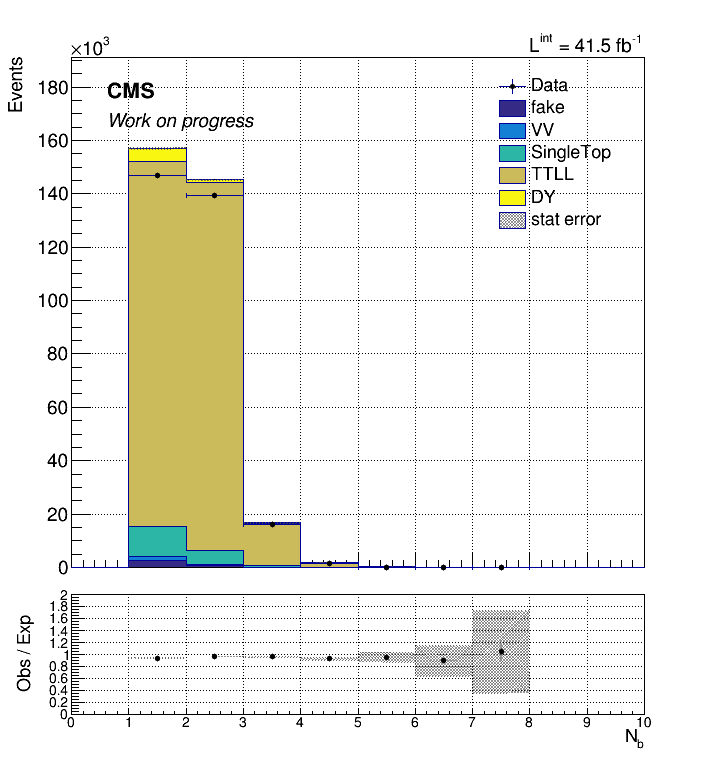 ×10³
L^int = 41.5 fb⁻¹
Events
180
160
140
120
100
80
60
40
20
0
CMS
Work on progress
Data
fake
VV
SingleTop
TTLL
DY
stat error
Obs / Exp
2
1.8
1.6
1.4
1.2
1
0.8
0.6
0.4
0.2
0
0 1 2 3 4 5 6 7 8 9 10
N_b